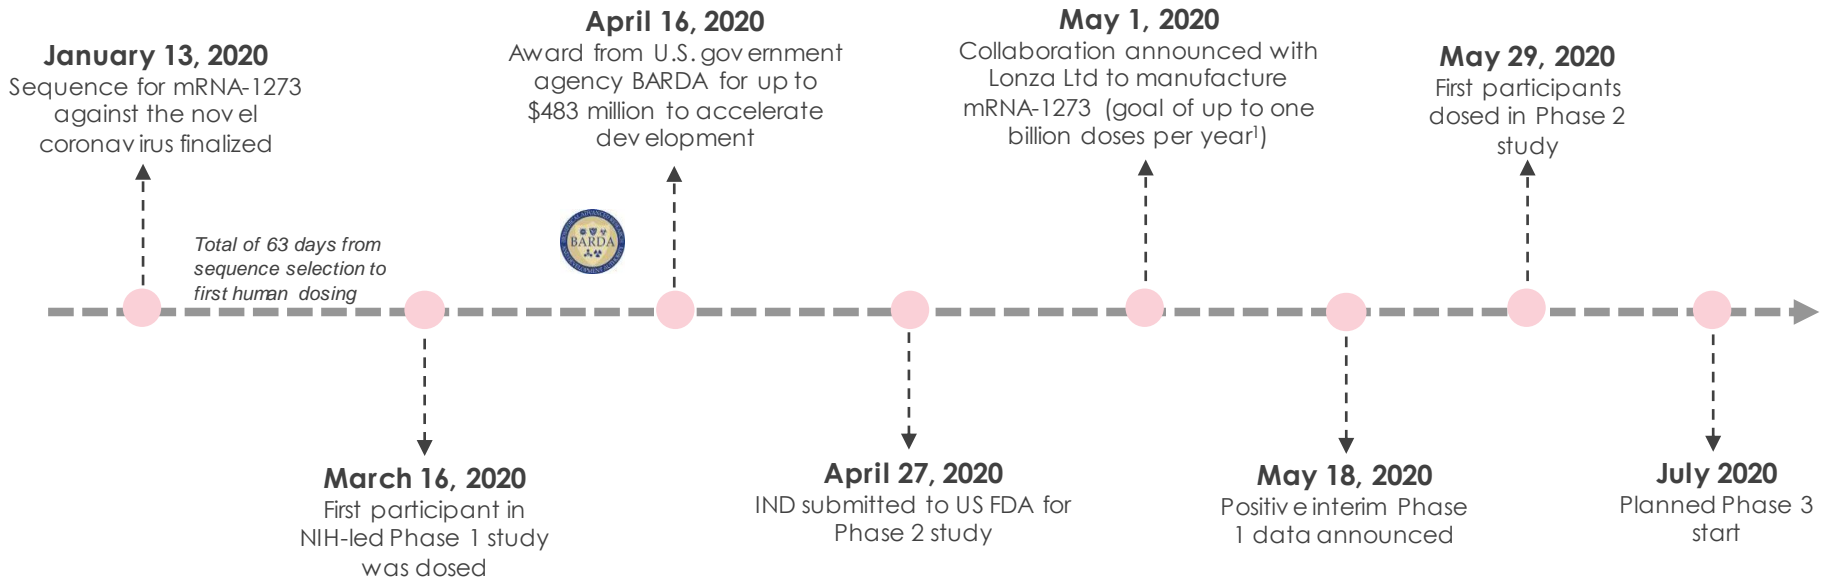 January 13, 2020
Sequence for mRNA-1273
against the novel
coronavirus finalized
Total of 63 days from
sequence selection to
first human dosing
March 16, 2020
First participant in
NIH-led Phase 1 study
was dosed
April 16, 2020
Award from U.S. government
agency BARDA for up to
$483 million to accelerate
development
BARDA
April 27, 2020
IND submitted to US FDA for
Phase 2 study
May 1, 2020
Collaboration announced with
Lonza Ltd to manufacture
mRNA-1273 (goal of up to one
billion doses per year¹)
May 18, 2020
Positive interim Phase
1 data announced
May 29, 2020
First participants
dosed in Phase 2
study
July 2020
Planned Phase 3
start